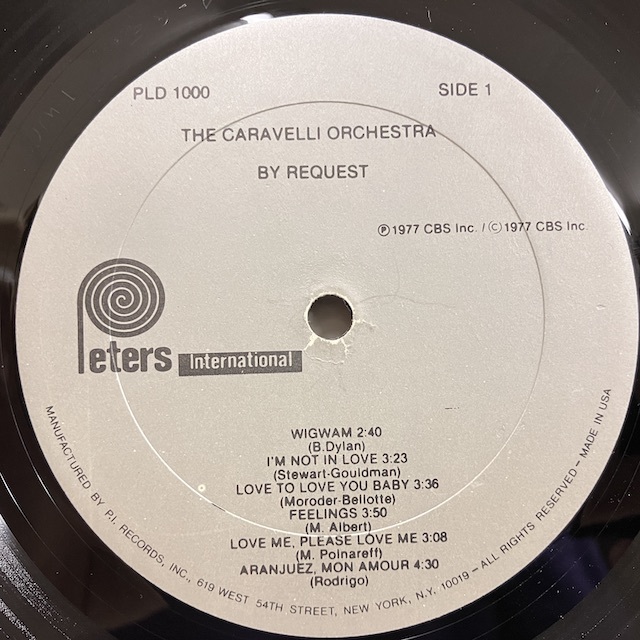 PLD 1000
SIDE 1
THE CARAVELLI ORCHESTRA
BY REQUEST
Ⓟ1977 CBS Inc. /Ⓒ1977 CBS Inc.
Peters International
WIGWAM 2:40
(B.Dylan)
I'M NOT IN LOVE 3:23
(Stewart-Gouldman)
LOVE TO LOVE YOU BABY 3:36
(Moroder-Bellotte)
FEELINGS 3:50
(M. Albert)
LOVE ME, PLEASE LOVE ME 3:08
(M. Polnareff)
ARANJUEZ, MON AMOUR 4:30
(Rodrigo)
MANUFACTURED BY P.I. RECORDS, INC., 619 WEST 54TH STREET, NEW YORK, N.Y. 10019 – ALL RIGHTS RESERVED – MADE IN USA